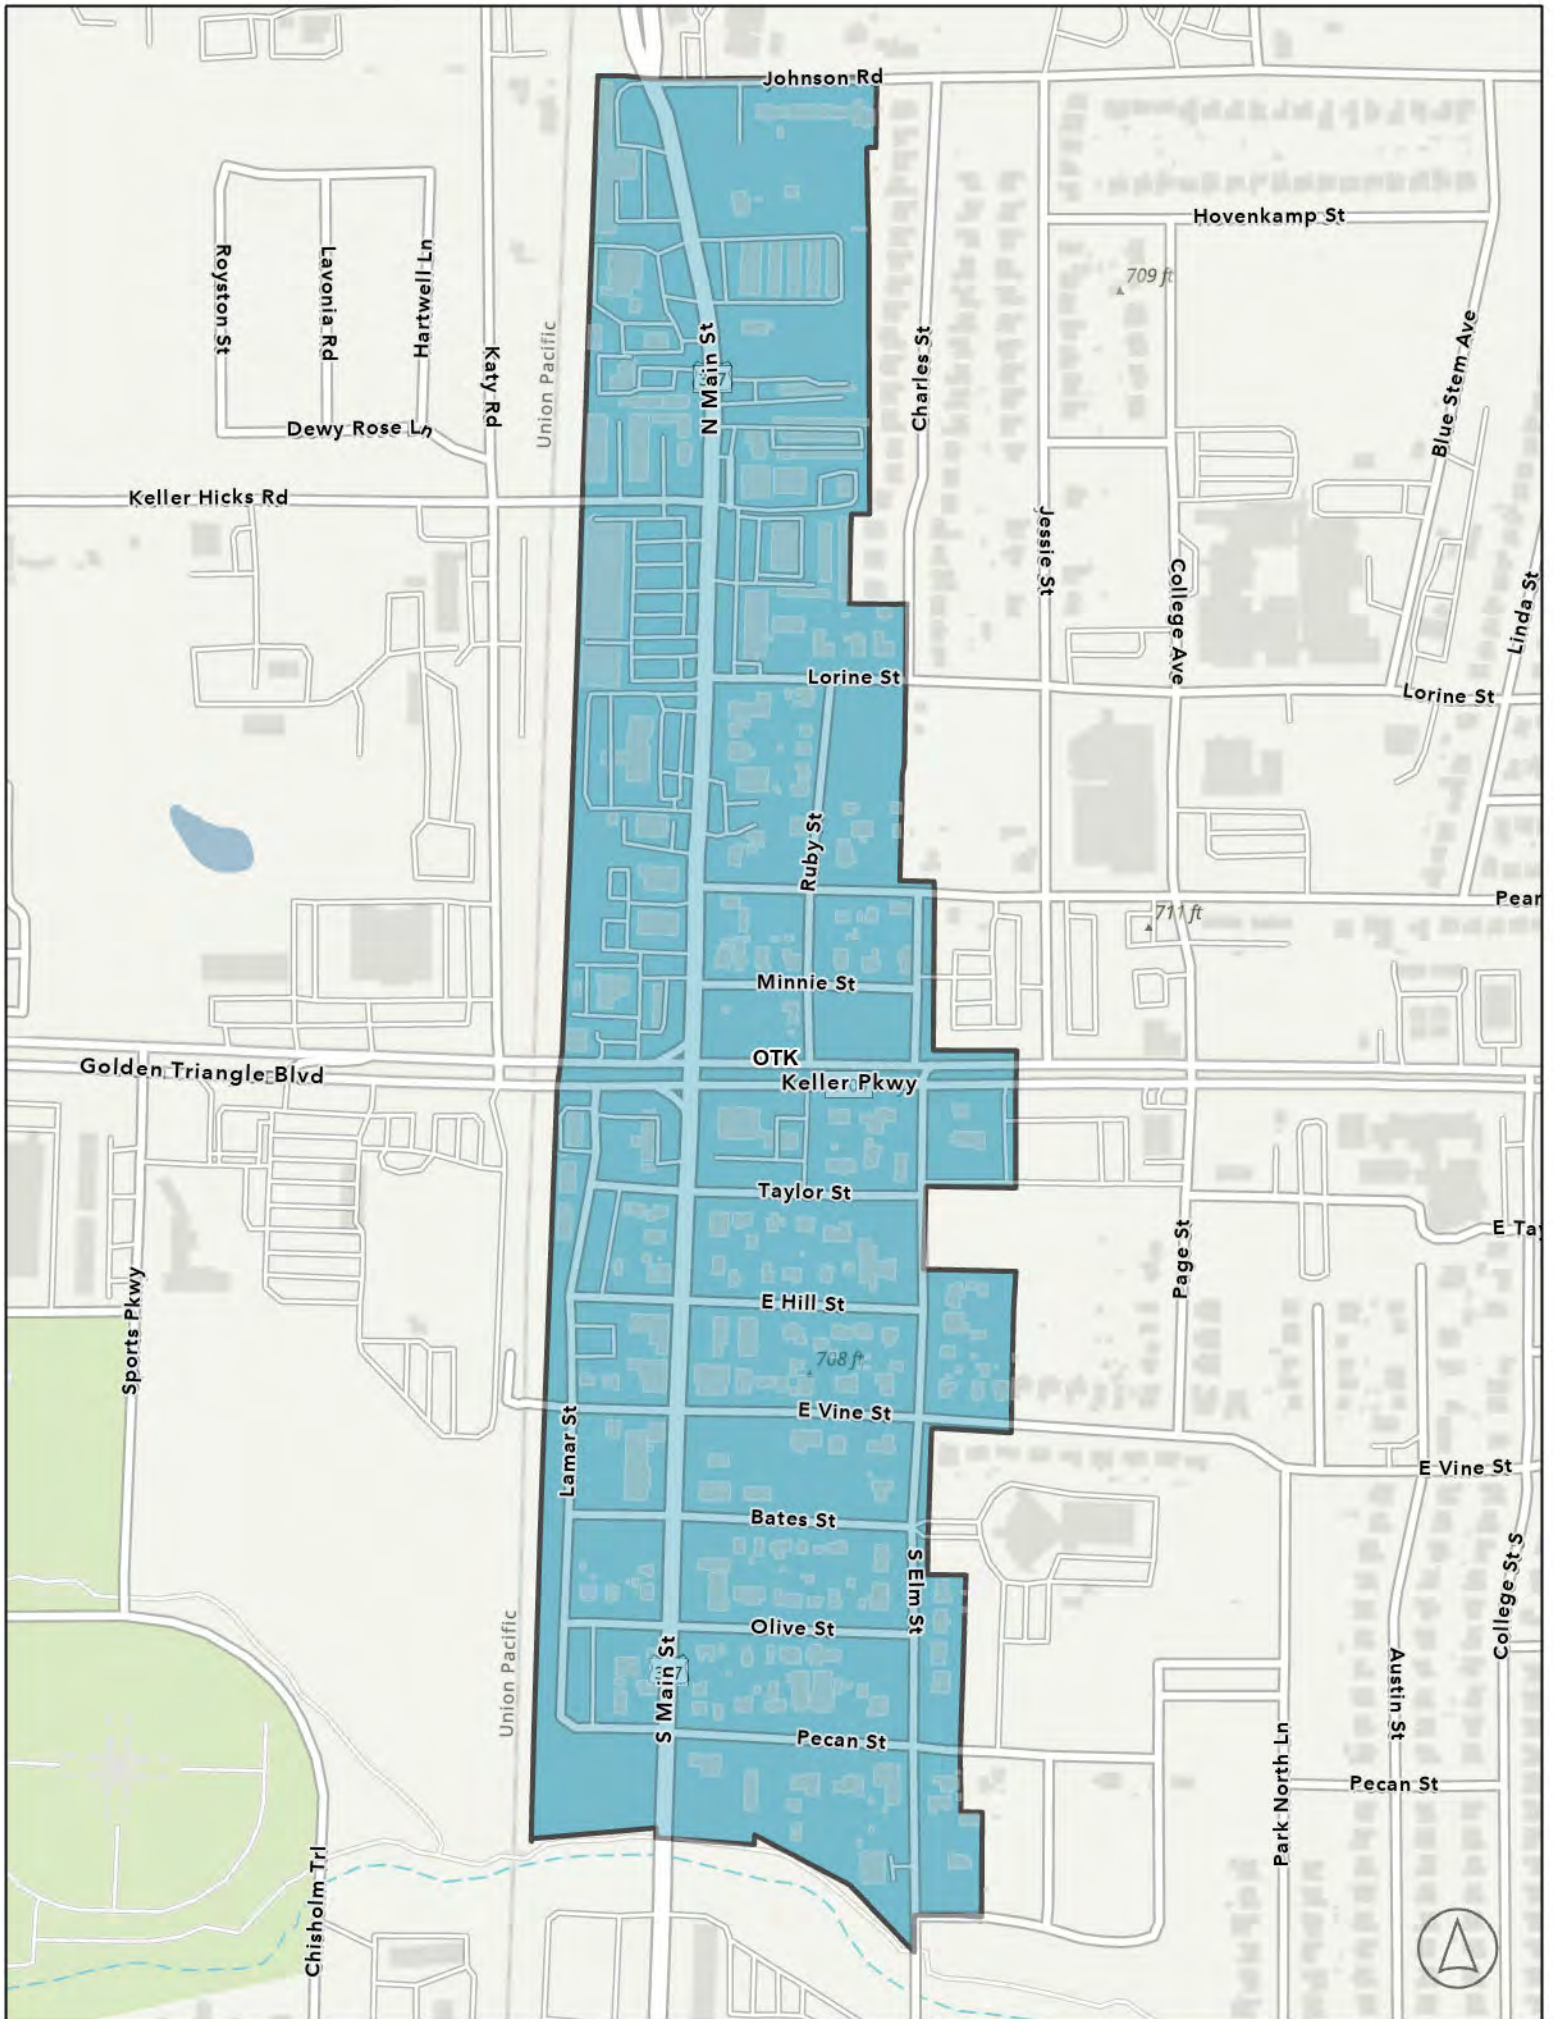 Johnson Rd
Hovenkamp St
709 ft
Royston St
Lavonia Rd
Hartwell Ln
Katy Rd
Union Pacific
N Main St
Charles St
Blue Stem Ave
Dewy Rose Ln
Keller Hicks Rd
Jessie St
College Ave
Linda St
Lorine St
Lorine St
Ruby St
Pear
711 ft
Minnie St
OTK
Golden Triangle Blvd
Keller Pkwy
Taylor St
E Tay
Page St
Sports Pkwy
E Hill St
708 ft
Lamar St
E Vine St
E Vine St
Bates St
S Elm St
College St S
Olive St
Union Pacific
S Main St
Austin St
Pecan St
Park North Ln
Pecan St
Chisholm Trl